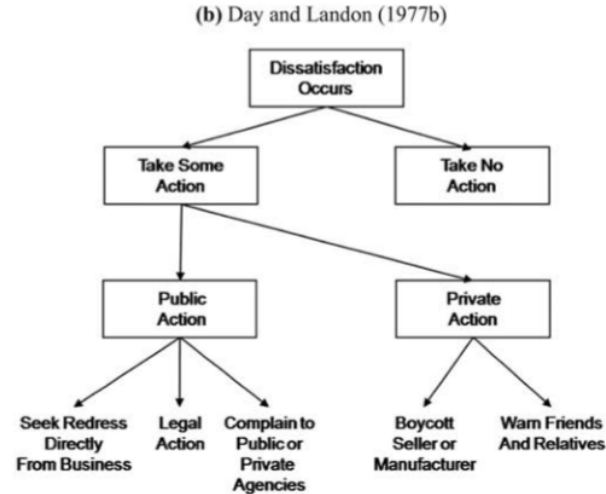 (b) Day and Landon (1977b)
Dissatisfaction
Occurs
Take Some
Action
Take No
Action
Public
Action
Private
Action
Seek Redress
Directly
From Business
Legal
Action
Complain to
Public or
Private
Agencies
Boycott
Seller or
Manufacturer
Warn Friends
And Relatives